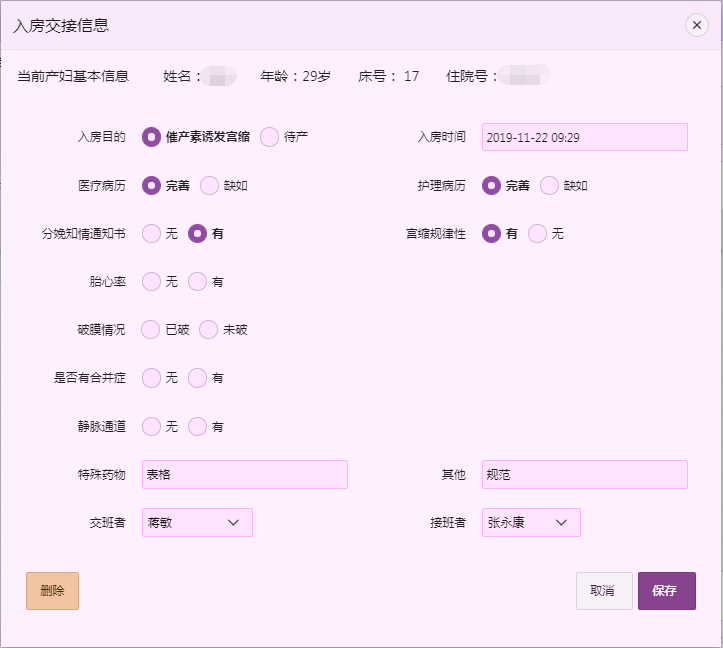 入房交接信息
当前产妇基本信息 姓名： 年龄：29岁 床号： 17 住院号：
入房目的 催产素诱发宫缩 待产 入房时间 2019-11-22 09:29
医疗病历 完善 缺如 护理病历 完善 缺如
分娩知情通知书 无 有 宫缩规律性 有 无
胎心率 无 有
破膜情况 已破 未破
是否有合并症 无 有
静脉通道 无 有
特殊药物 表格 其他 规范
交班者 蒋敏 接班者 张永康
删除 取消 保存